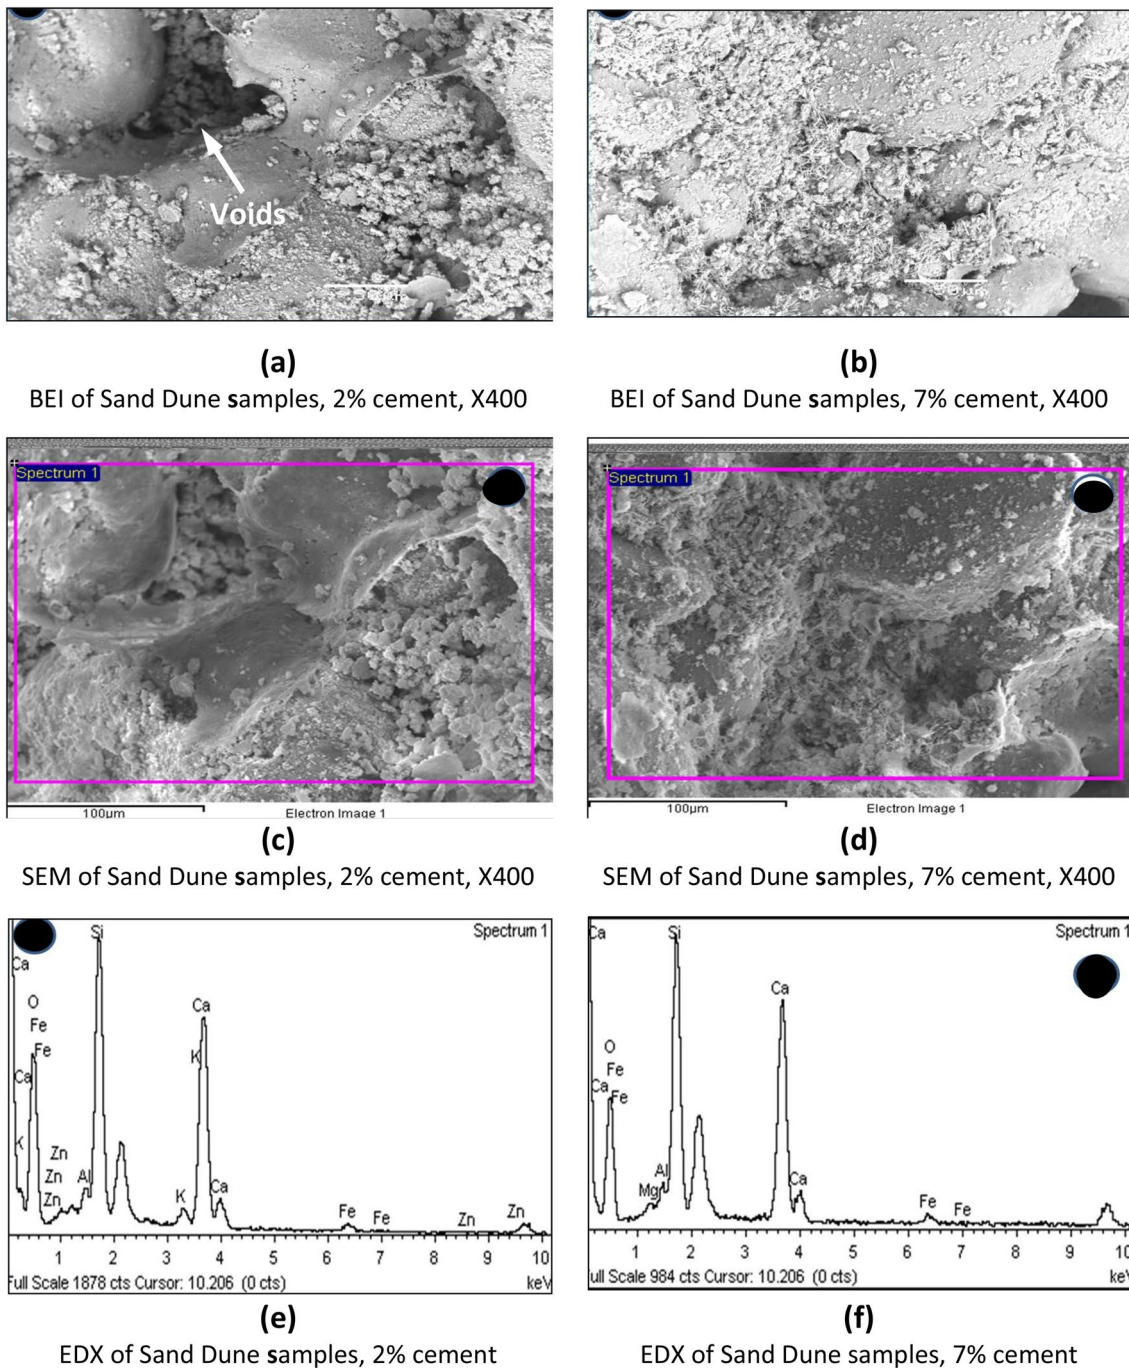 Voids
(a)
BEI of Sand Dune samples, 2% cement, X400
(b)
BEI of Sand Dune samples, 7% cement, X400
Spectrum 1
100µm
Electron Image 1
(c)
SEM of Sand Dune samples, 2% cement, X400
Spectrum 1
100µm
Electron Image 1
(d)
SEM of Sand Dune samples, 7% cement, X400
Spectrum 1
Si
Ca
O
Fe
Fe
Ca
K
Zn
Zn
Zn
Al
Ca
K
K
Ca
Fe
Fe
Zn
Zn
1 2 3 4 5 6 7 8 9 10
Full Scale 1878 cts Cursor: 10.206 (0 cts)
keV
(e)
EDX of Sand Dune samples, 2% cement
Spectrum 1
Ca
Si
Ca
O
Fe
Ca
Fe
Al
Mg
Ca
Fe
Fe
1 2 3 4 5 6 7 8 9 10
ull Scale 984 cts Cursor: 10.206 (0 cts)
keV
(f)
EDX of Sand Dune samples, 7% cement